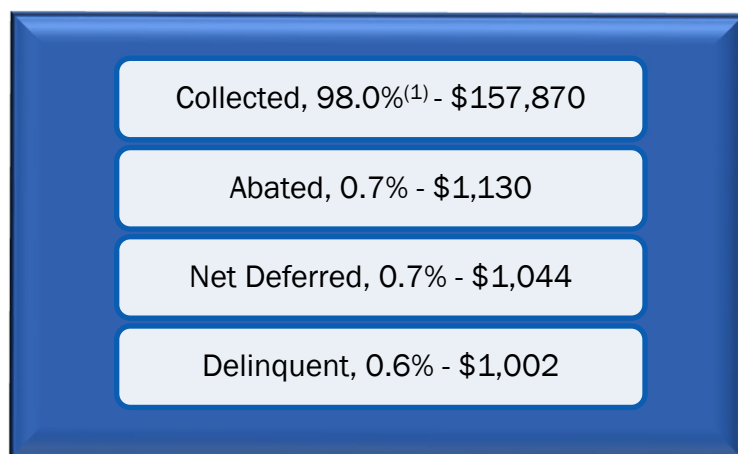 Collected, 98.0%(1) - $157,870
Abated, 0.7% - $1,130
Net Deferred, 0.7% - $1,044
Delinquent, 0.6% - $1,002